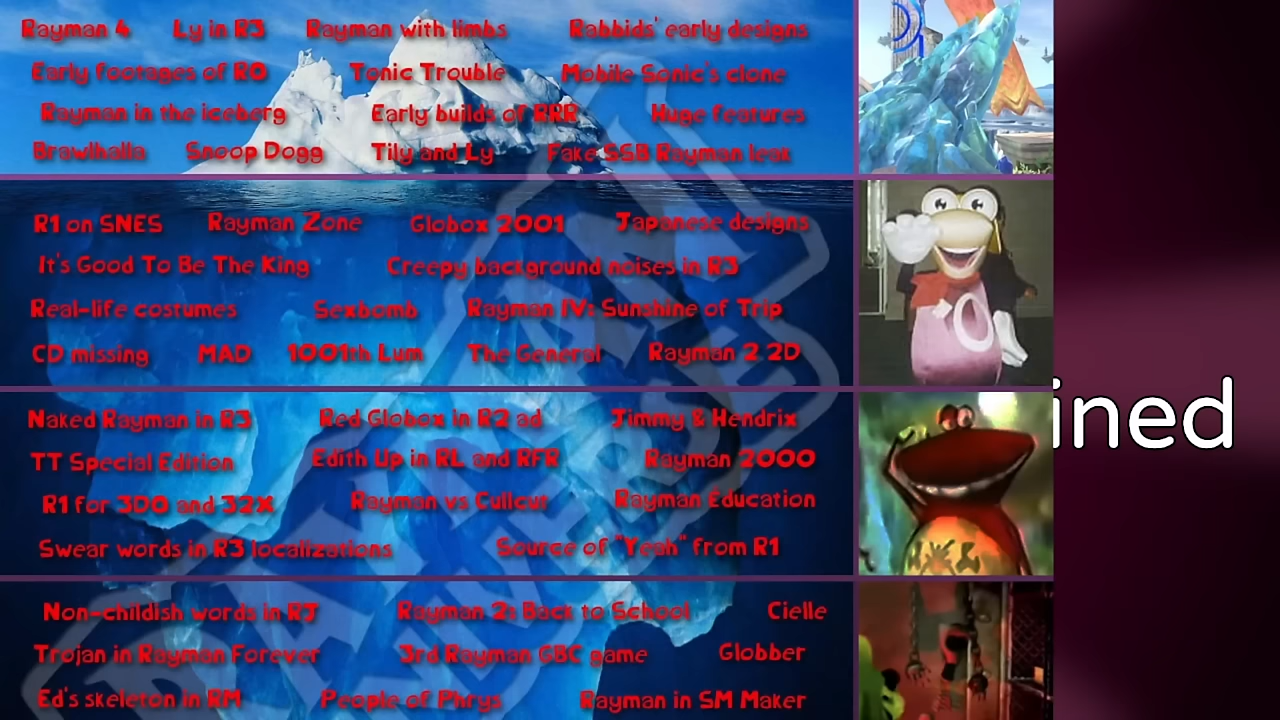 Rayman 4 Ly in R3 Rayman with limbs Rabbids' early designs
Early footages of R0 Tonic Trouble Mobile Sonic's clone
Rayman in the iceberg Early builds of RRR Huge features
Brawlhalla Snoop Dogg Tily and Ly Fake SSB Rayman leak
R1 on SNES Rayman Zone Globox 2001 Japanese designs
It's Good To Be The King Creepy background noises in R3
Real-life costumes Sexbomb Rayman IV: Sunshine of Trip
CD missing MAD 1001th Lum The General Rayman 2 2D
ined
Naked Rayman in R3 Red Globox in R2 ad Jimmy & Hendrix
TT Special Edition Edith Up in RL and RFR Rayman 2000
R1 for 3DO and 32X Rayman vs Cullcut Rayman Education
Swear words in R3 localizations Source of "Yeah" from R1
Non-childish words in RJ Rayman 2: Back to School Cielle
Trojan in Rayman Forever 3rd Rayman GBC game Globber
Ed's skeleton in RM People of Phrys Rayman in SM Maker